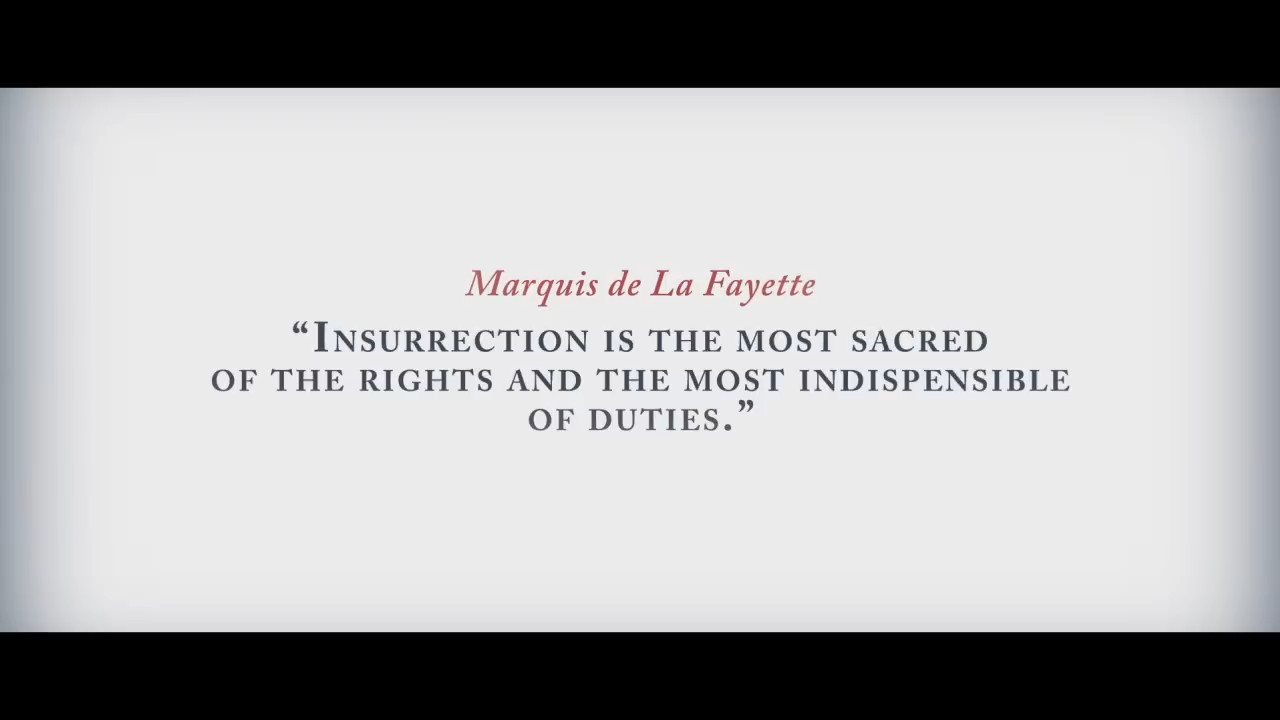 Marquis de La Fayette
“Insurrection is the most sacred
of the rights and the most indispensible
of duties.”